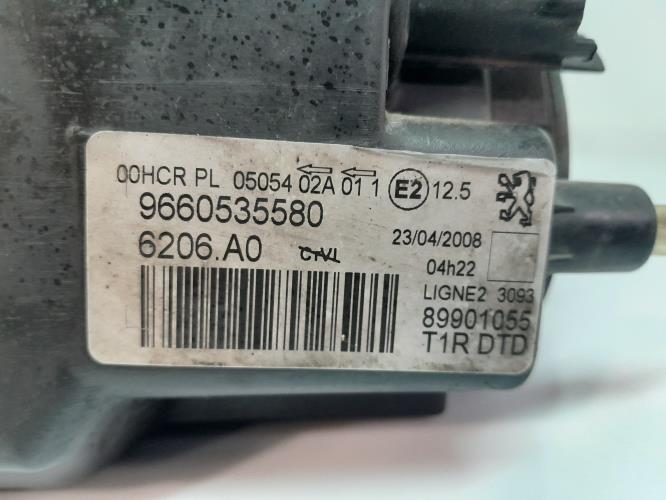 00HCR PL 05054 02A 01 1 E2 12.5
9660535580
6206.A0 CTVL
23/04/2008
04h22
LIGNE2 3093
89901055
T1R DTD